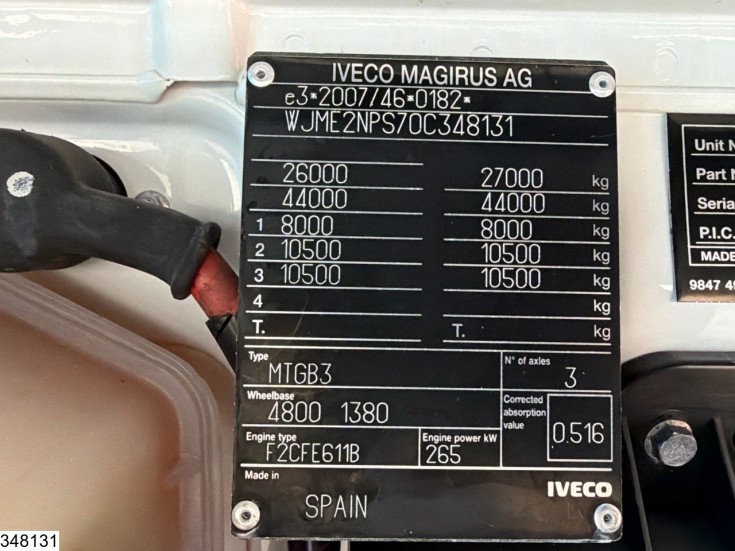 IVECO MAGIRUS AG
e3*2007/46*0182*
WJME2NPS70C348131
26000 27000 kg
44000 44000 kg
1 8000 8000 kg
2 10500 10500 kg
3 10500 10500 kg
4 kg
T. T. kg
Type MTGB3 N° of axles 3
Wheelbase 4800 1380
Corrected absorption value 0.516
Engine type F2CFE611B Engine power kW 265
Made in SPAIN
IVECO
Unit
Part
Seria
P.I.C.
MADE
9847
348131